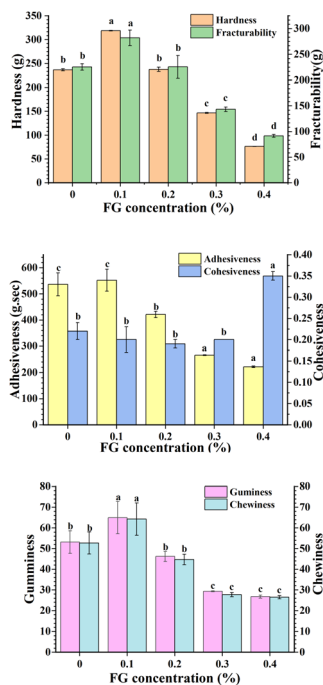 Hardness
Fracturability
350
300
250
200
150
100
50
0
Hardness (g)
300
250
200
150
100
50
0
Fracturability(g)
b b
a a
b b
c c
d d
0 0.1 0.2 0.3 0.4
FG concentration (%)
Adhesiveness
Cohesiveness
600
500
400
300
200
100
0
Adhesiveness (g.sec)
0.40
0.35
0.30
0.25
0.20
0.15
0.10
0.05
0.00
Cohesiveness
c b
c b
b b
a b
a a
0 0.1 0.2 0.3 0.4
FG concentration (%)
Guminess
Chewiness
80
70
60
50
40
30
20
10
0
Gumminess
80
70
60
50
40
30
20
10
0
Chewiness
b b
a a
b b
c c
c c
0 0.1 0.2 0.3 0.4
FG concentration (%)